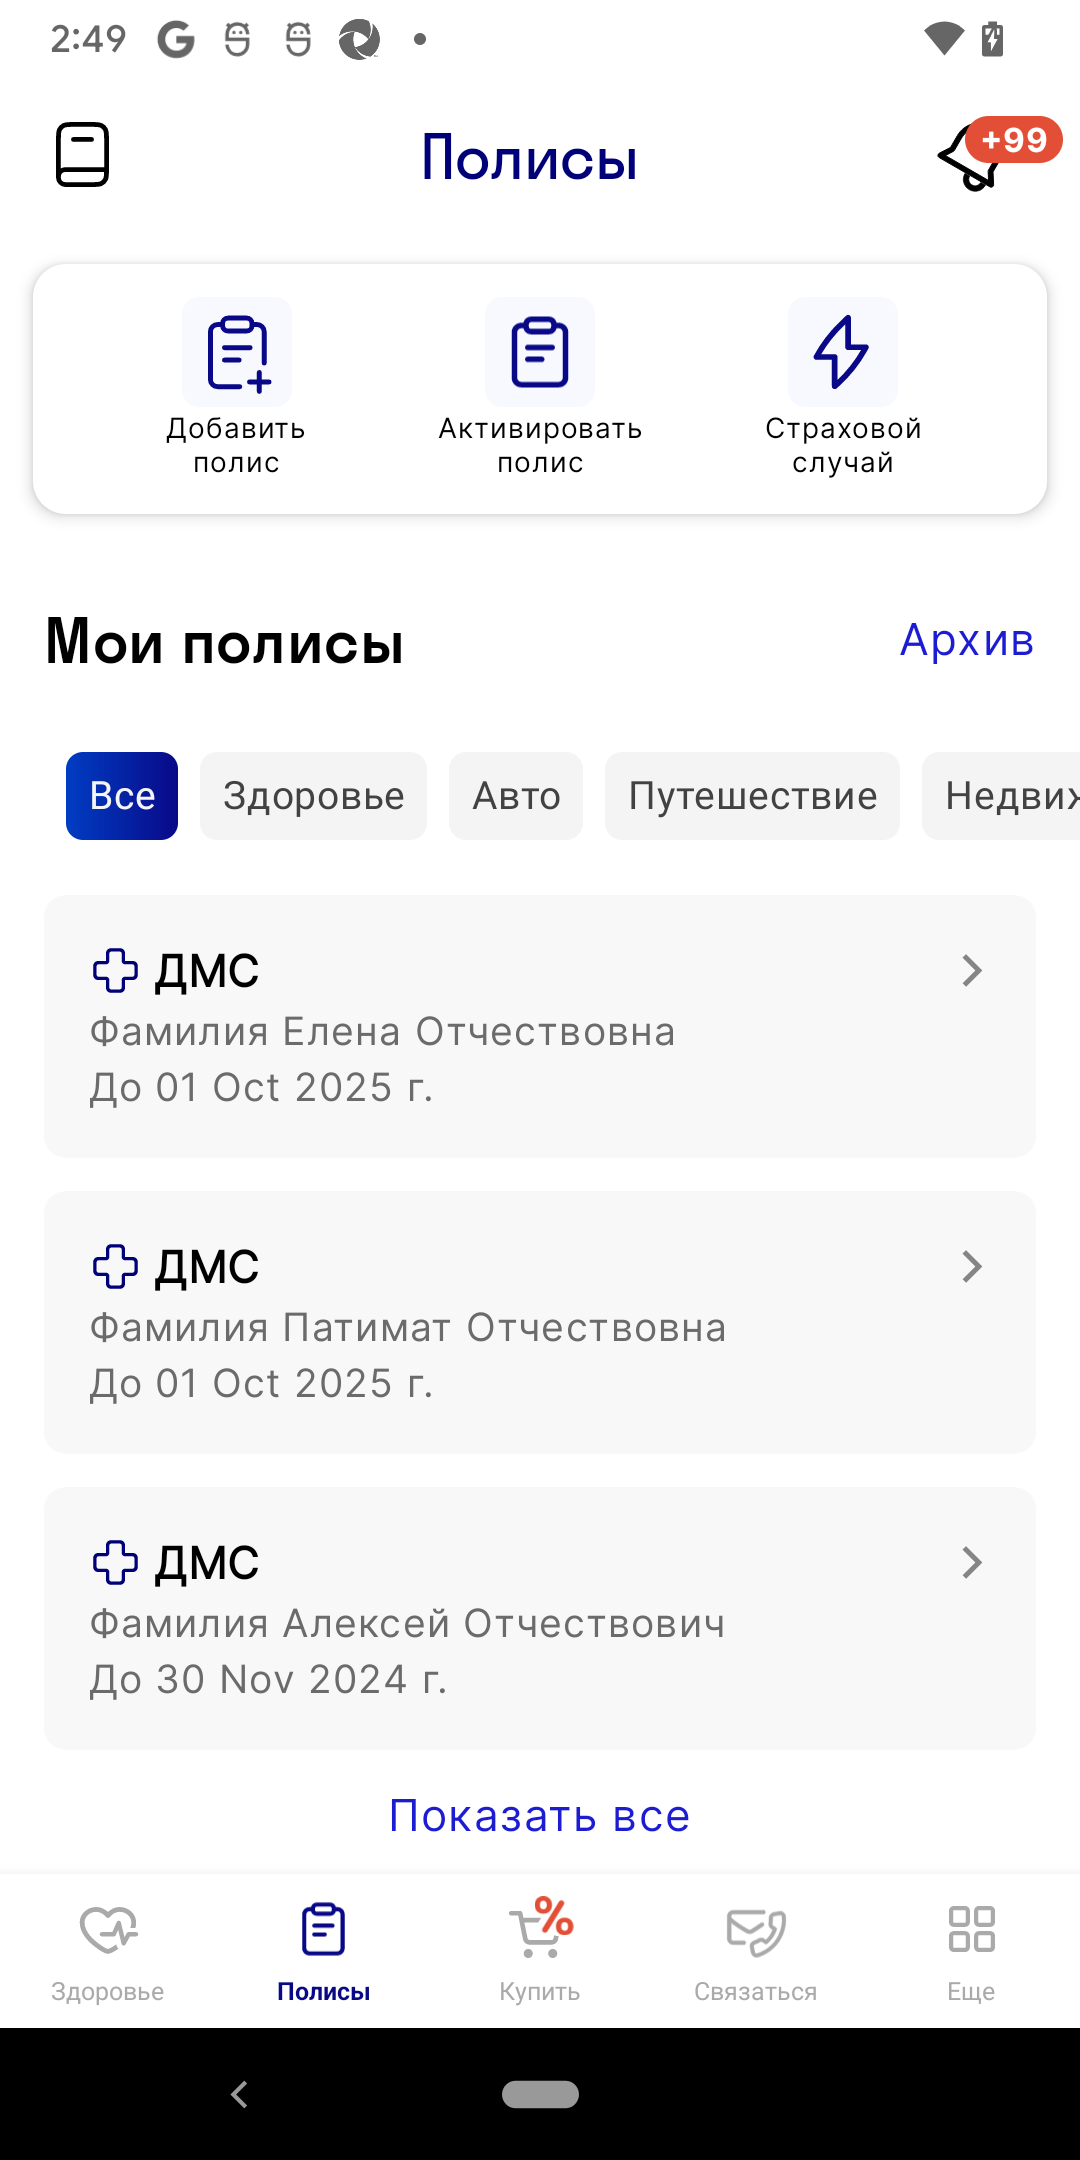 2:49
Полисы
+99
Добавить
полис
Активировать
полис
Страховой
случай
Мои полисы
Архив
Все
Здоровье
Авто
Путешествие
ДМС
Фамилия Елена Отчествовна
До 01 Oct 2025 г.
ДМС
Фамилия Патимат Отчествовна
До 01 Oct 2025 г.
ДМС
Фамилия Алексей Отчествович
До 30 Nov 2024 г.
Показать все
%
Здоровье
Полисы
Купить
Связаться
Еще